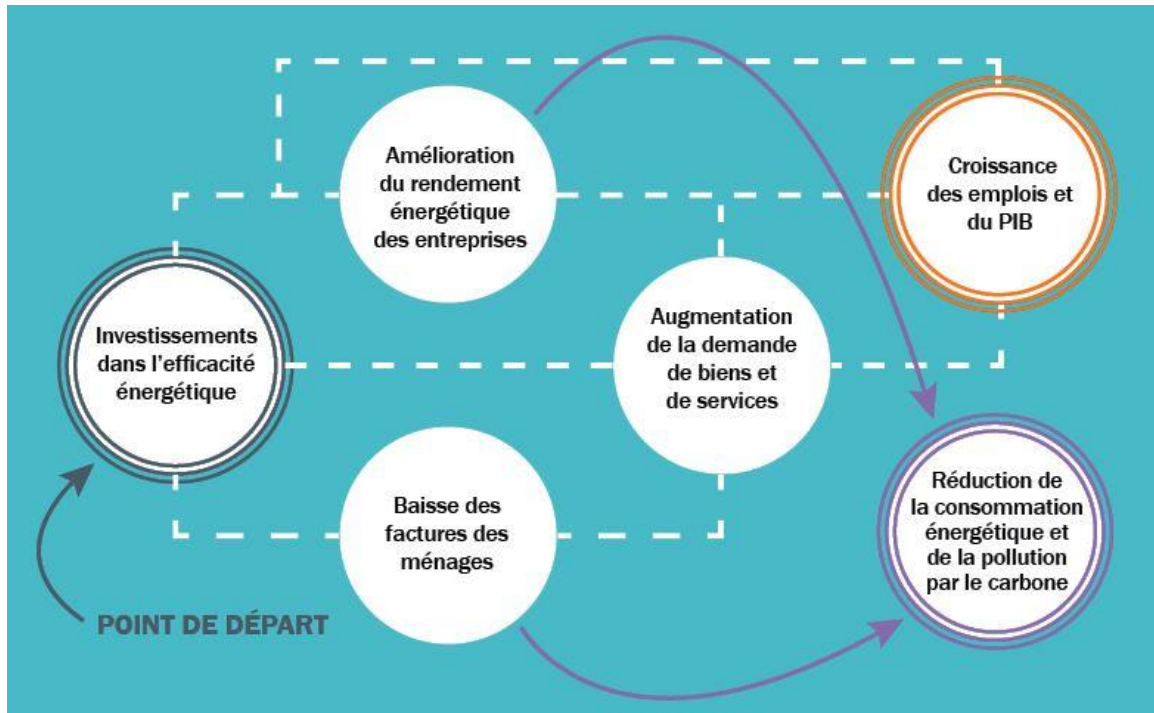 Amélioration
du rendement
énergétique
des entreprises
Croissance
des emplois et
du PIB
Investissements
dans l’efficacité
énergétique
Augmentation
de la demande
de biens et
de services
Baisse des
factures des
ménages
Réduction de
la consommation
énergétique et
de la pollution
par le carbone
POINT DE DÉPART